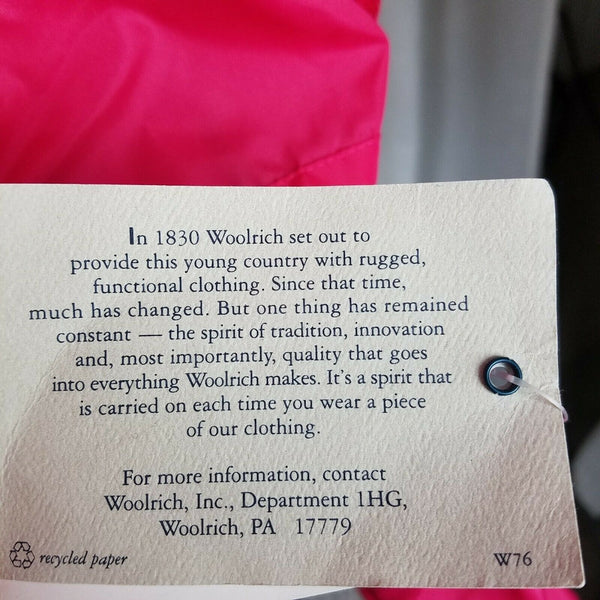 In 1830 Woolrich set out to
provide this young country with rugged,
functional clothing. Since that time,
much has changed. But one thing has remained
constant — the spirit of tradition, innovation
and, most importantly, quality that goes
into everything Woolrich makes. It's a spirit that
is carried on each time you wear a piece
of our clothing.
For more information, contact
Woolrich, Inc., Department 1HG,
Woolrich, PA 17779
recycled paper
W76